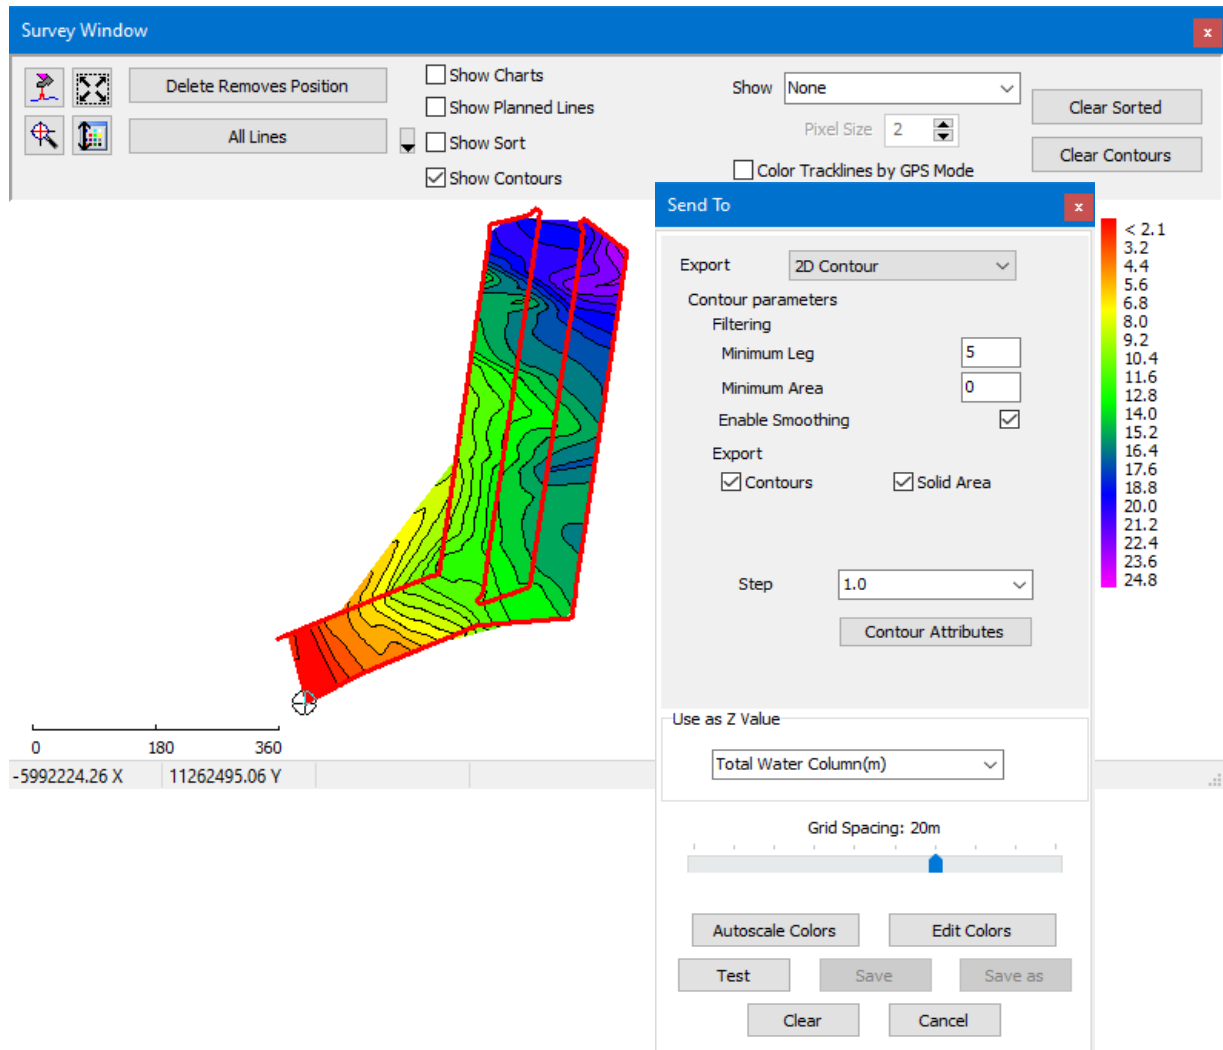 Survey Window
x
Delete Removes Position
All Lines
Show Charts
Show Planned Lines
Show Sort
Show Contours
Show None
Pixel Size 2
Color Tracklines by GPS Mode
Clear Sorted
Clear Contours
Send To
x
Export 2D Contour
Contour parameters
Filtering
Minimum Leg 5
Minimum Area 0
Enable Smoothing
Export
Contours Solid Area
Step 1.0
Contour Attributes
Use as Z Value
Total Water Column(m)
Grid Spacing: 20m
Autoscale Colors Edit Colors
Test Save Save as
Clear Cancel
< 2.1
3.2
4.4
5.6
6.8
8.0
9.2
10.4
11.6
12.8
14.0
15.2
16.4
17.6
18.8
20.0
21.2
22.4
23.6
24.8
0 180 360
-5992224.26 X 11262495.06 Y